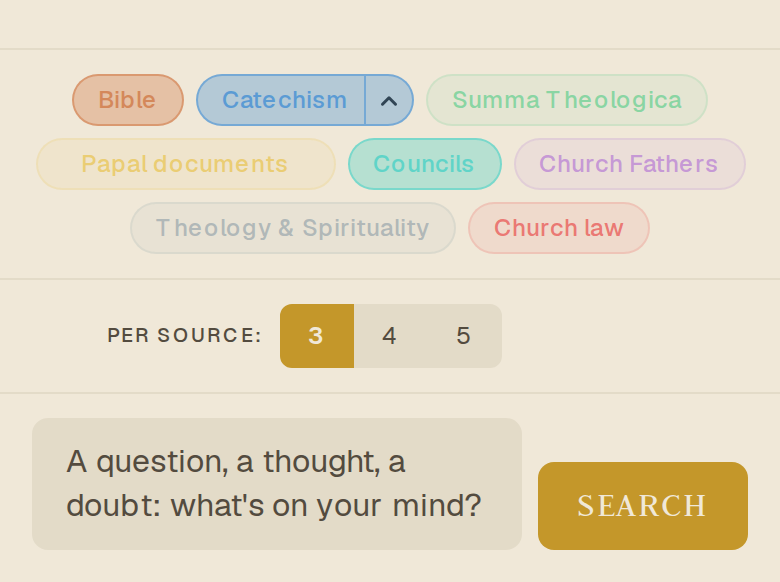 Bible Catechism Summa Theologica
Papal documents Councils Church Fathers
Theology & Spirituality Church law
PER SOURCE: 3 4 5
A question, a thought, a
doubt: what's on your mind?
SEARCH